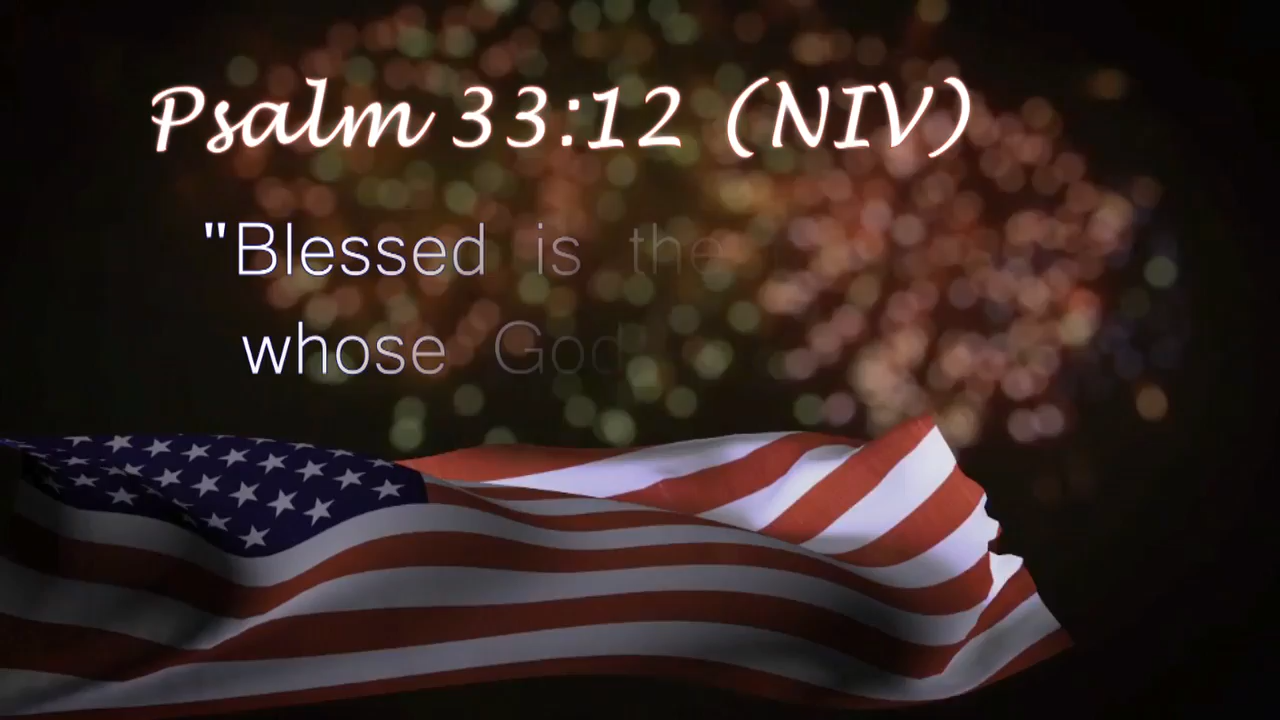 Psalm 33:12 (NIV)
"Blessed is the
whose God